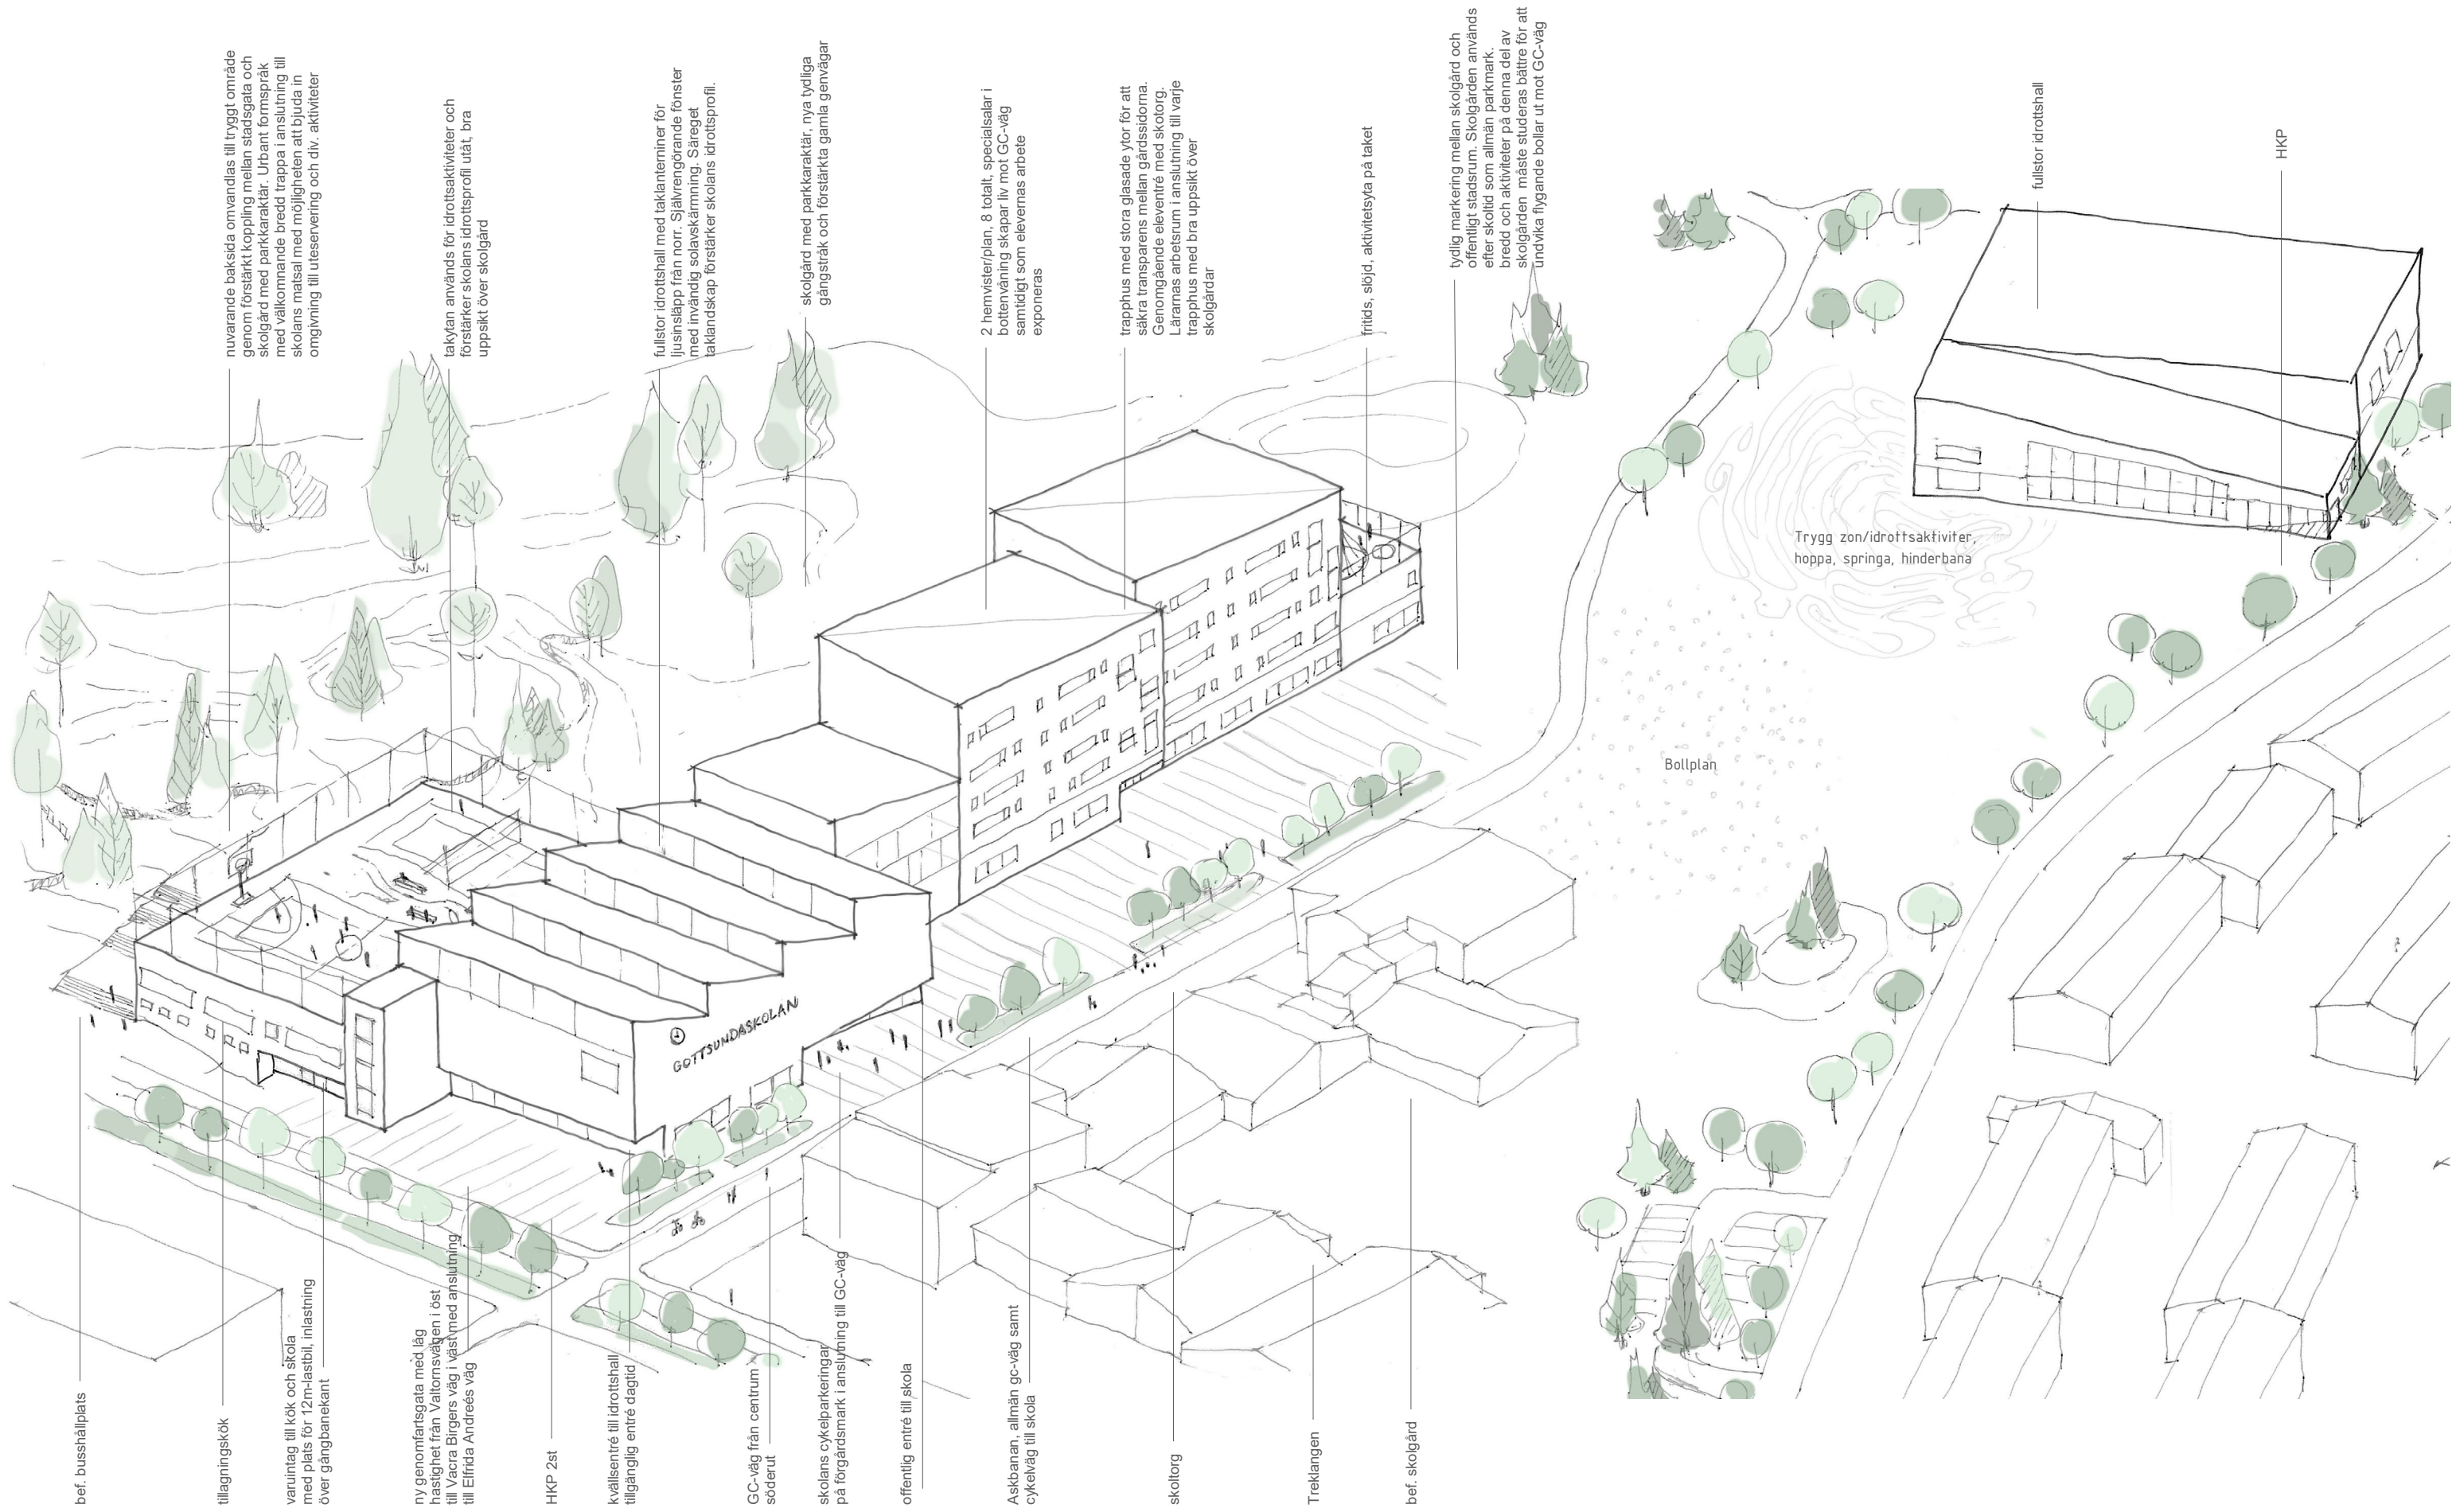 nuvarande baksida omvandlas till tryggt område
genom förstärkt koppling mellan stadsgata och
skolgård med parkkaraktär. Urbant formspråk
med välkommande bredd trappa i anslutning till
skolans matsal med möjligheten att bjuda in
omgivning till uteservering och div. aktiviteter
takytan används för idrottsaktiviteter och
förstärker skolans idrottsprofil utåt, bra
uppsikt över skolgård
fullstor idrottshall med taklanterniner för
ljusinsläpp från norr. Självrengörande fönster
med invändig solavskärmning. Säreget
taklandskap förstärker skolans idrottsprofil.
skolgård med parkkaraktär, nya tydliga
gångstråk och förstärkta gamla genvägar
2 hemvister/plan, 8 totalt, specialsalar i
bottenvåning skapar liv mot GC-väg
samtidigt som elevernas arbete
exponeras
trapphus med stora glasade ytor för att
säkra transparens mellan gårdssidorna.
Genomgående eleventré med skotorg.
Lärarnas arbetsrum i anslutning till varje
trapphus med bra uppsikt över
skolgårdar
fritids, slöjd, aktivitetsyta på taket
tydlig markering mellan skolgård och
offentligt stadsrum. Skolgården används
efter skoltid som allmän parkmark.
bredd och aktiviteter på denna del av
skolgården måste studeras bättre för att
undvika flygande bollar ut mot GC-väg
fullstor idrottshall
HKP
Trygg zon/idrottsaktiviter,
hoppa, springa, hinderbana
Bollplan
GOTTSUNDASKOLAN
bef. busshållplats
tillagningskök
varuintag till kök och skola
med plats för 12m-lastbil, inlastning
över gångbanekant
ny genomfartsgata med låg
hastighet från Valtornsvägen i öst
till Vacra Birgers väg i väst med anslutning
till Elfrida Andreés väg
HKP 2st
kvällsentré till idrottshall,
tillgänglig entré dagtid
GC-väg från centrum
söderut
skolans cykelparkeringar
på förgårdsmark i anslutning till GC-väg
offentlig entré till skola
Askbanan, allmän gc-väg samt
cykelväg till skola
skoltorg
Treklangen
bef. skolgård